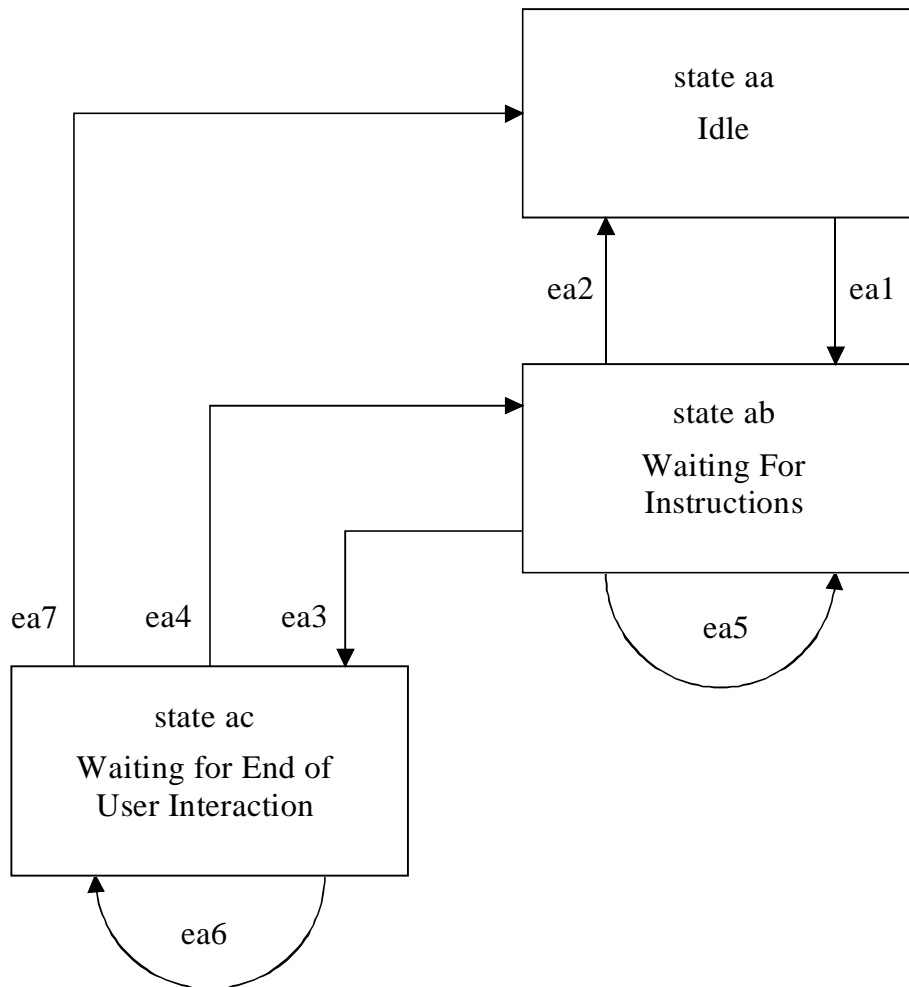 state aa
Idle
ea2
ea1
state ab
Waiting For
Instructions
ea7
ea4
ea3
ea5
state ac
Waiting for End of
User Interaction
ea6